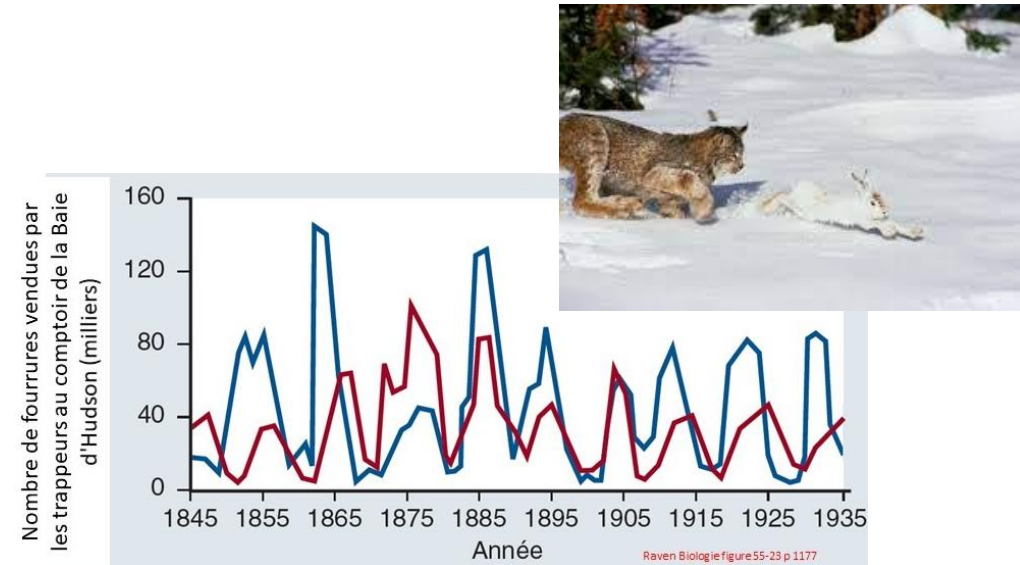 Nombre de fourrures vendues par
les trappeurs au comptoir de la Baie
d'Hudson (milliers)
160
120
80
40
0
1845 1855 1865 1875 1885 1895 1905 1915 1925 1935
Année
Raven Biologie figure 55-23 p 1177